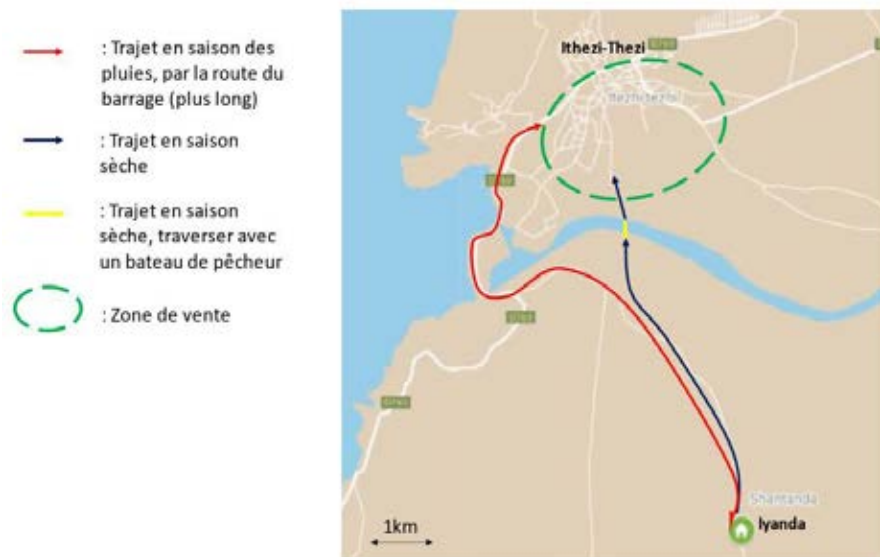 : Trajet en saison des
pluies, par la route du
barrage (plus long)
: Trajet en saison
sèche
: Trajet en saison
sèche, traverser avec
un bateau de pêcheur
: Zone de vente
Ithezi-Thezi
Shantanda
Iyanda
1km